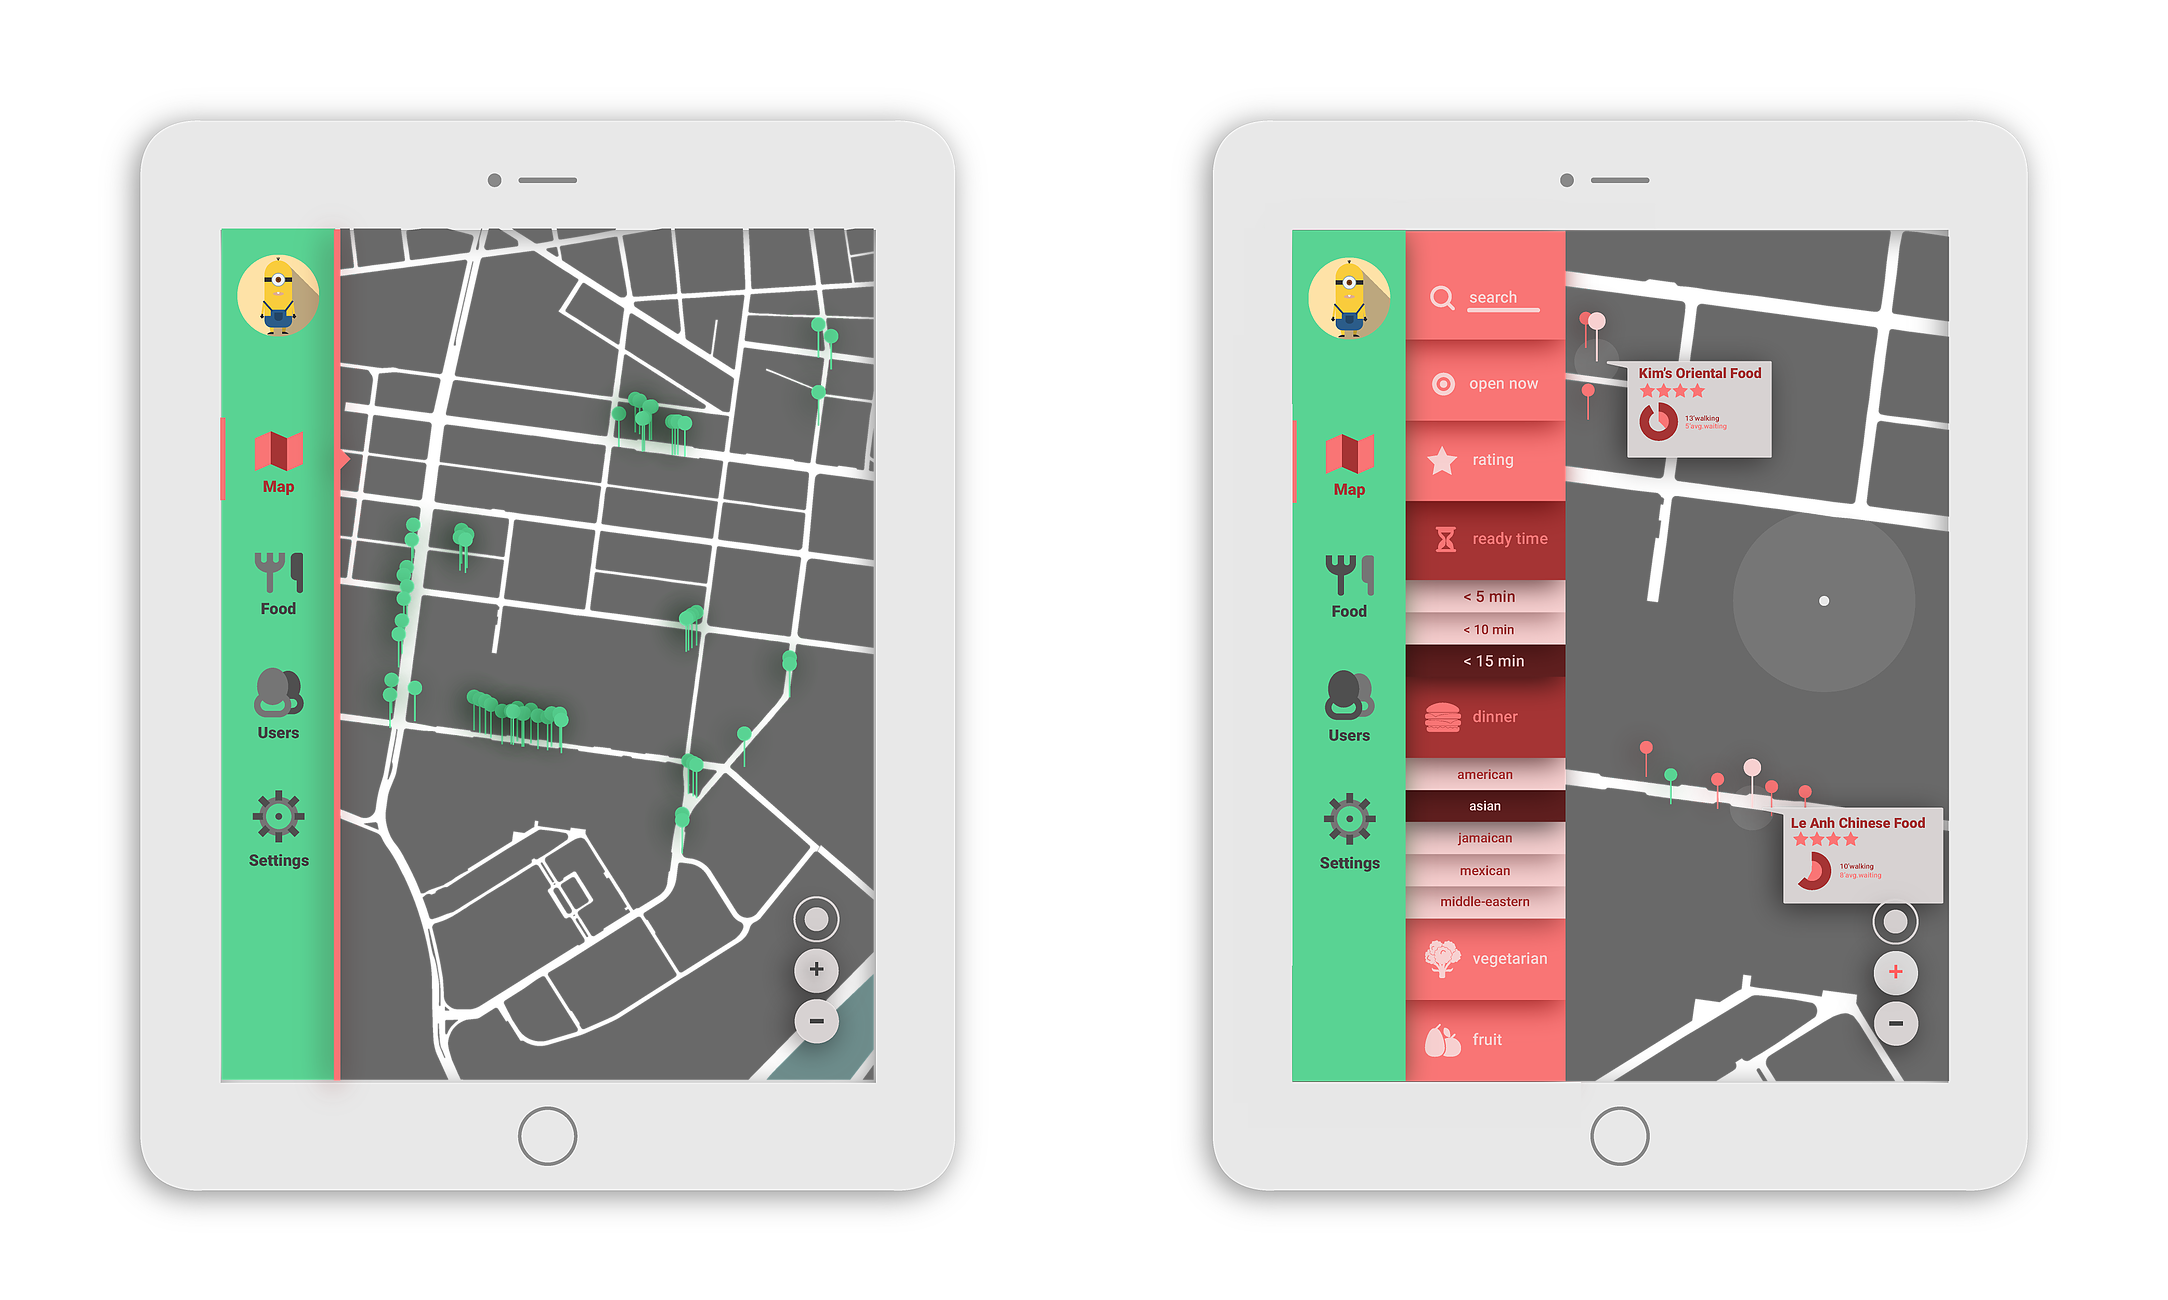 Map
Food
Users
Settings
+
-
Map
Food
Users
Settings
search
open now
rating
ready time
< 5 min
< 10 min
< 15 min
dinner
american
asian
jamaican
mexican
middle-eastern
vegetarian
fruit
Kim's Oriental Food
13'walking
5'avg.waiting
Le Anh Chinese Food
10'walking
8'avg.waiting
+
-